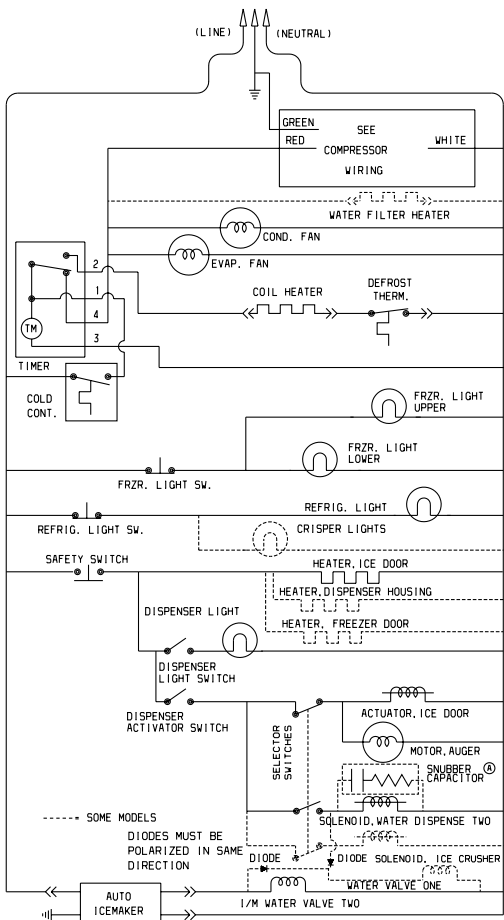 (LINE)
(NEUTRAL)
GREEN
SEE
RED
COMPRESSOR
WHITE
WIRING
WATER FILTER HEATER
COND. FAN
EVAP. FAN
2
1
4
3
TM
TIMER
COIL HEATER
DEFROST
THERM.
COLD
CONT.
FRZR. LIGHT
UPPER
FRZR. LIGHT
LOWER
FRZR. LIGHT SW.
REFRIG. LIGHT
REFRIG. LIGHT SW.
CRISPER LIGHTS
SAFETY SWITCH
HEATER, ICE DOOR
HEATER, DISPENSER HOUSING
DISPENSER LIGHT
HEATER, FREEZER DOOR
DISPENSER
LIGHT SWITCH
DISPENSER
ACTIVATOR SWITCH
SELECTOR
SWITCHES
ACTUATOR, ICE DOOR
MOTOR, AUGER
SNUBBER
CAPACITOR
A
SOLENOID, WATER DISPENSE TWO
SOME MODELS
DIODES MUST BE
POLARIZED IN SAME
DIRECTION
DIODE
DIODE
SOLENOID, ICE CRUSHER
WATER VALVE ONE
AUTO
ICEMAKER
I/M WATER VALVE TWO